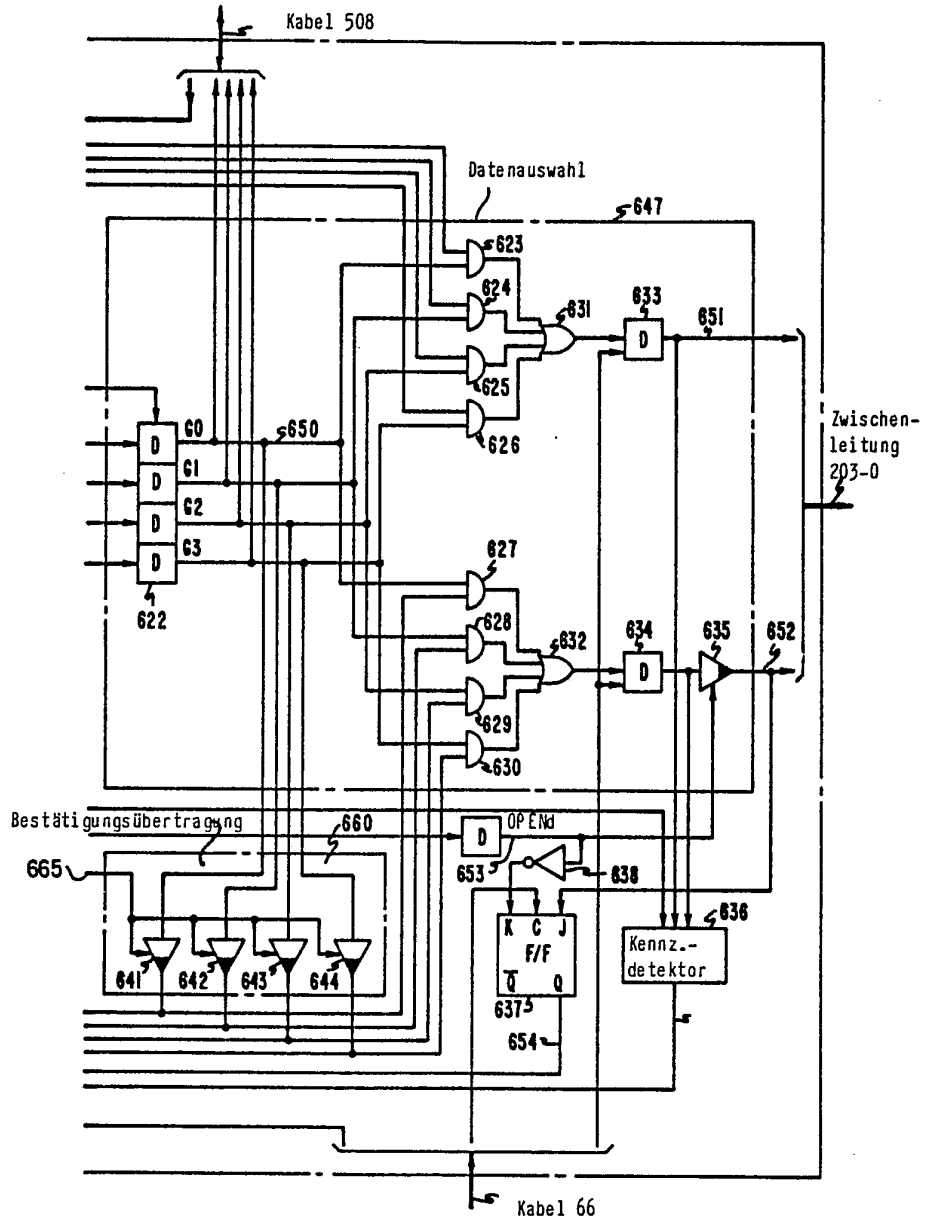 Kabel 508
Datenauswahl
647
623
624
631
633
651
D
625
626
Zwischen-
leitung
203-0
G0
650
D
G1
D
G2
D
G3
D
622
627
628
632
634
635
652
D
629
630
Bestätigungsübertragung
660
OPENd
D
653
638
665
K C J
F/F
Q̅ Q
637
636
Kennz.-
detektor
641
642
643
644
654
Kabel 66